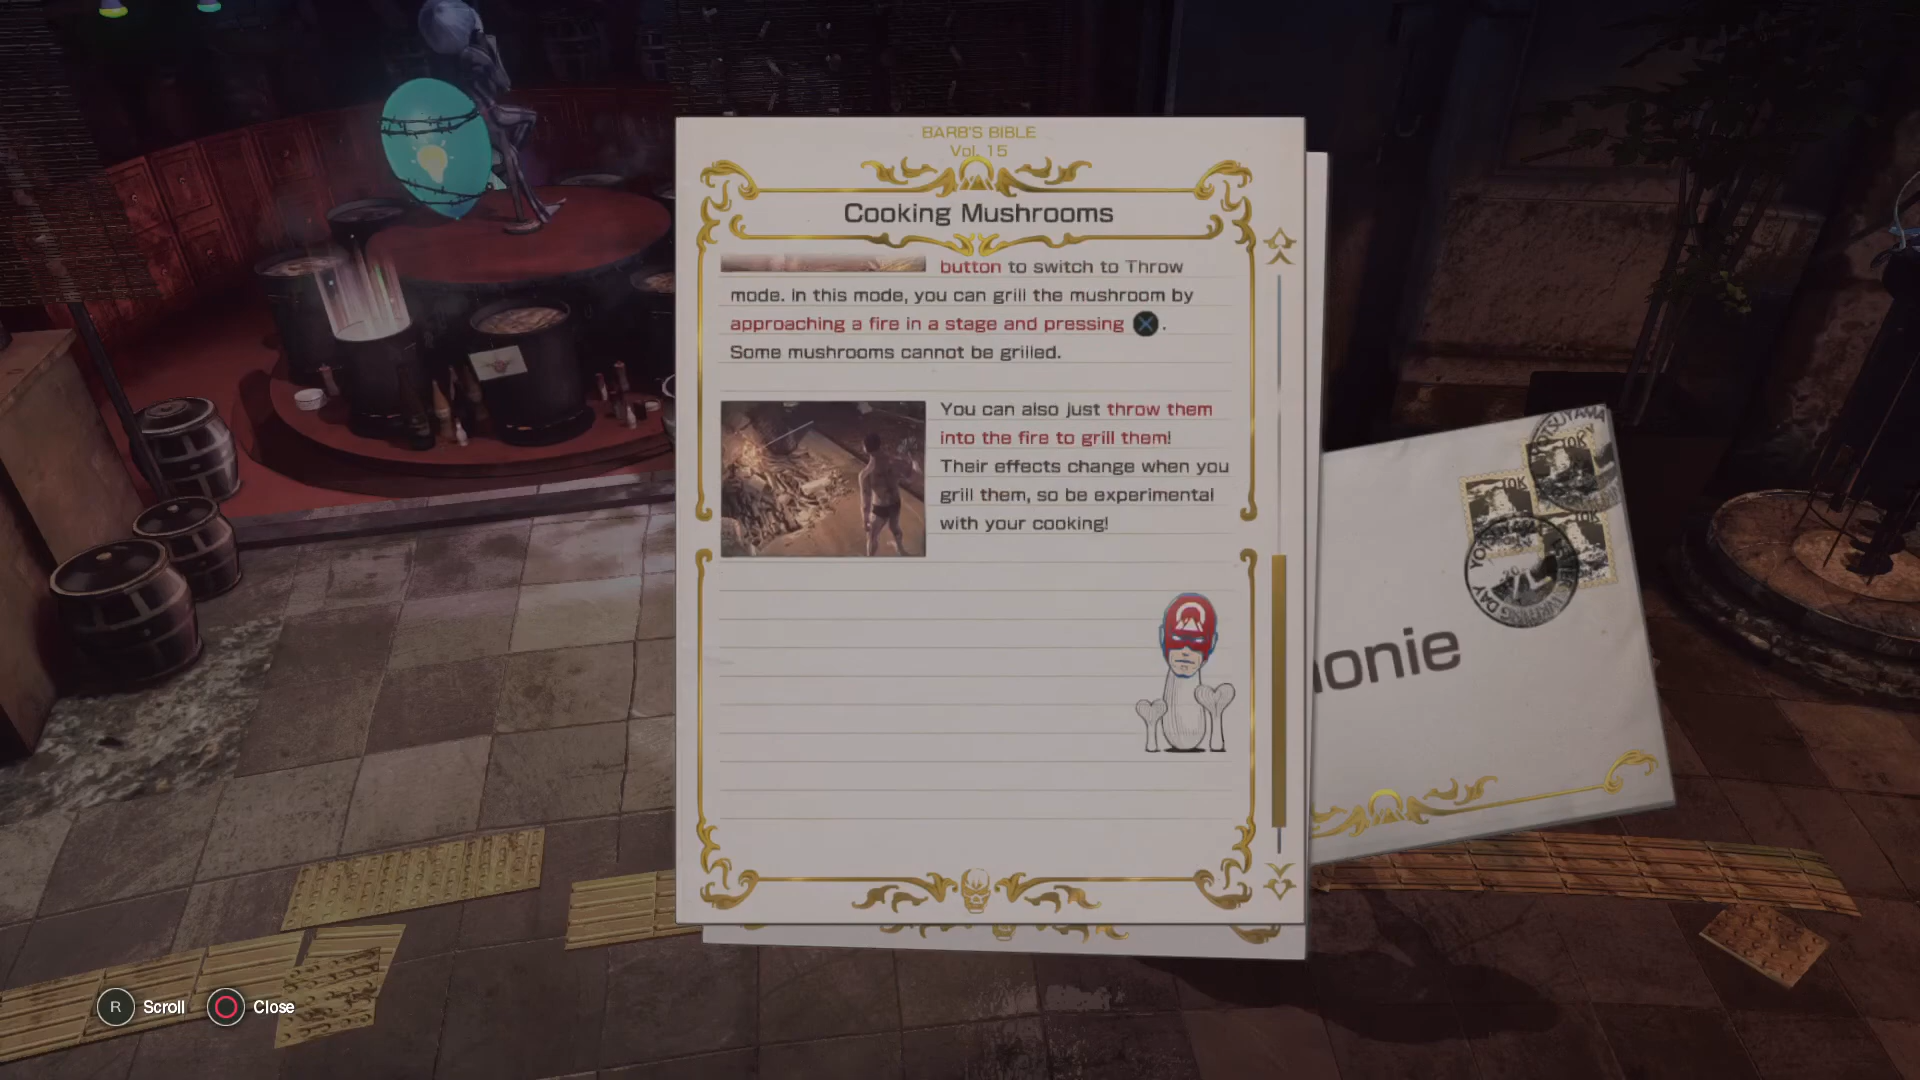 BARB'S BIBLE
Vol. 15
Cooking Mushrooms
button to switch to Throw
mode. In this mode, you can grill the mushroom by
approaching a fire in a stage and pressing .
Some mushrooms cannot be grilled.
You can also just throw them
into the fire to grill them!
Their effects change when you
grill them, so be experimental
with your cooking!
10K
10K
10K
onie
R Scroll Close